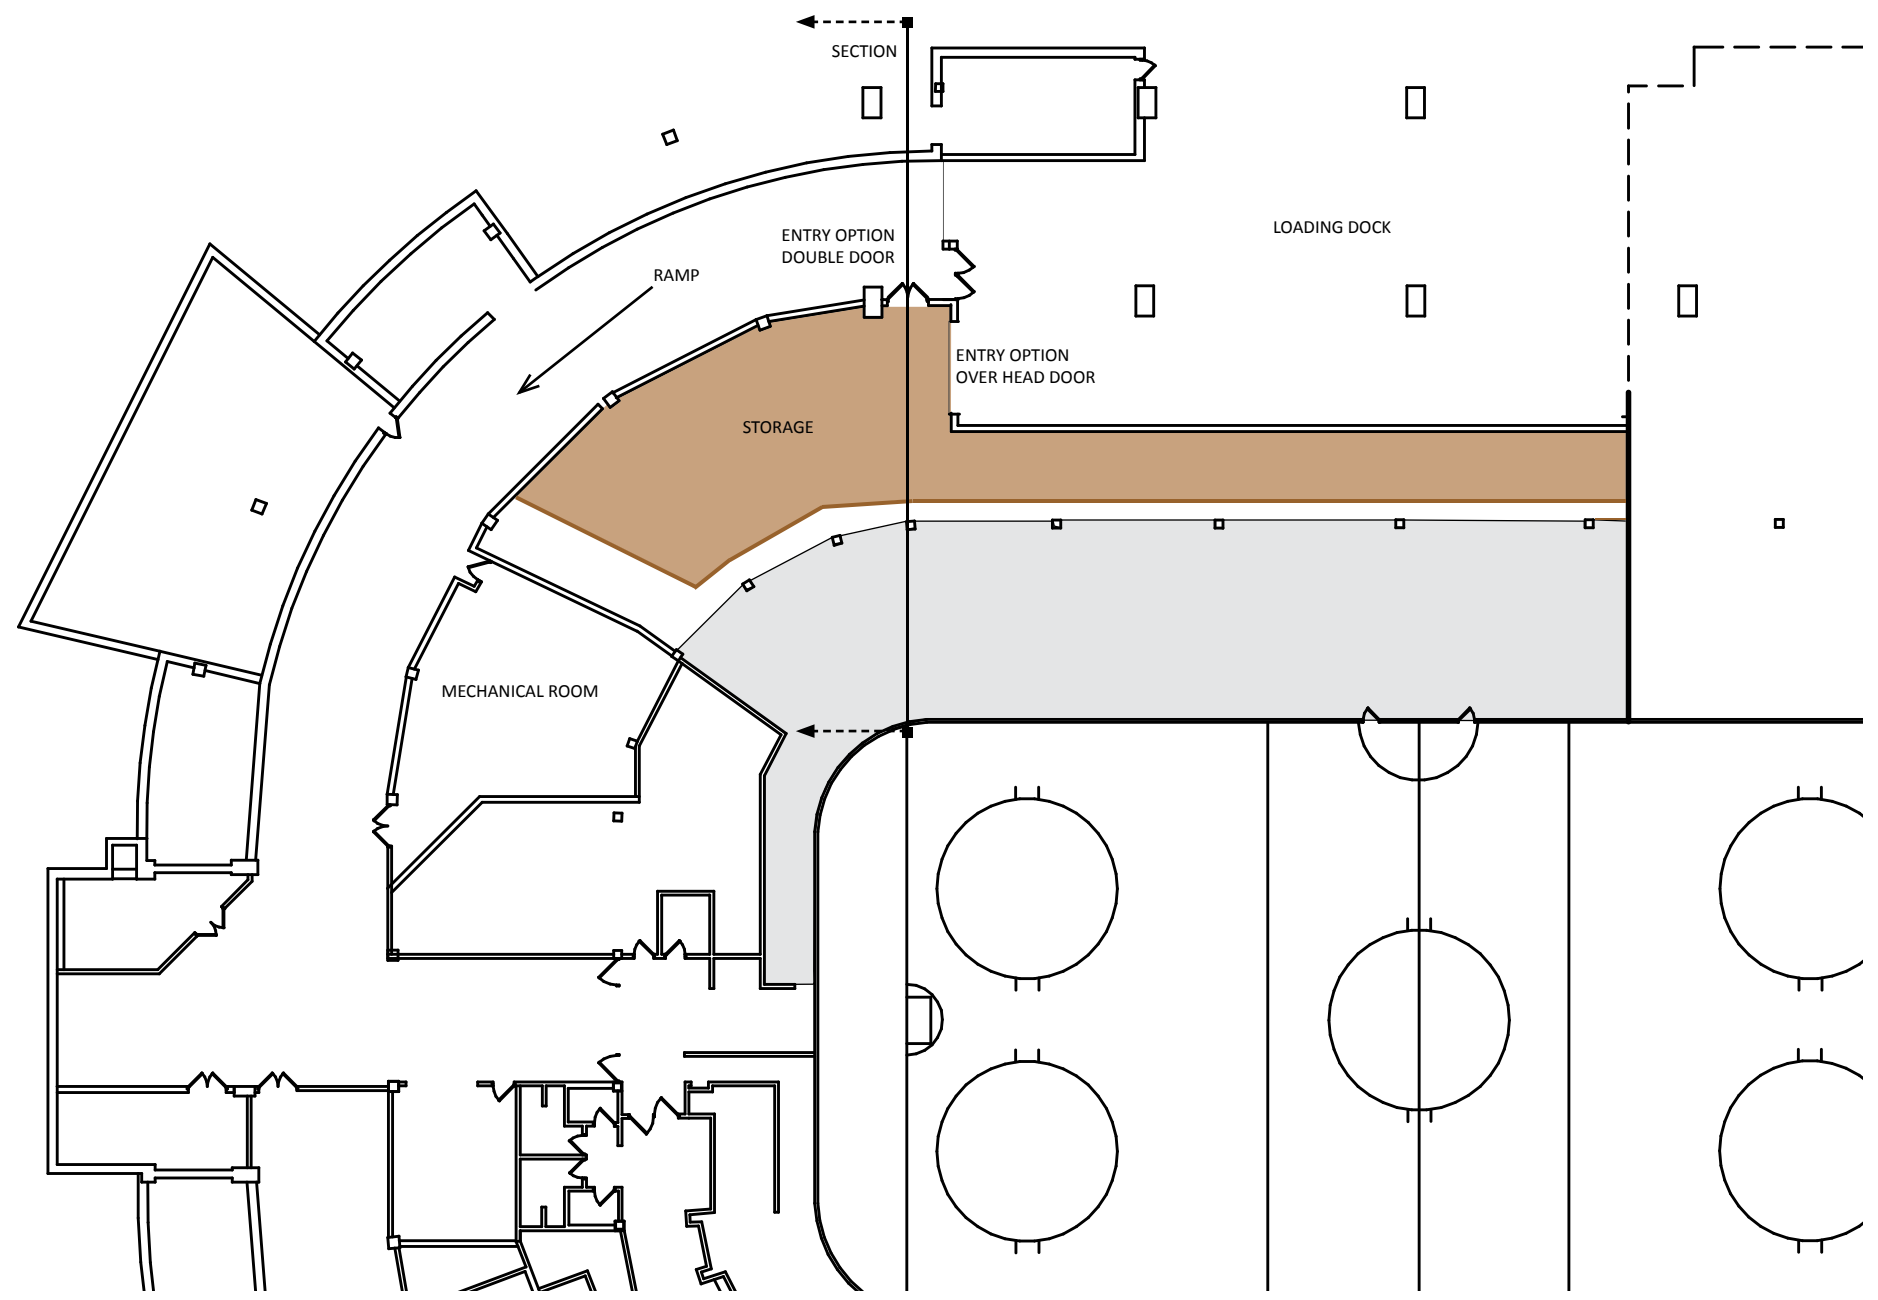 SECTION
LOADING DOCK
ENTRY OPTION
DOUBLE DOOR
RAMP
ENTRY OPTION
OVER HEAD DOOR
STORAGE
MECHANICAL ROOM